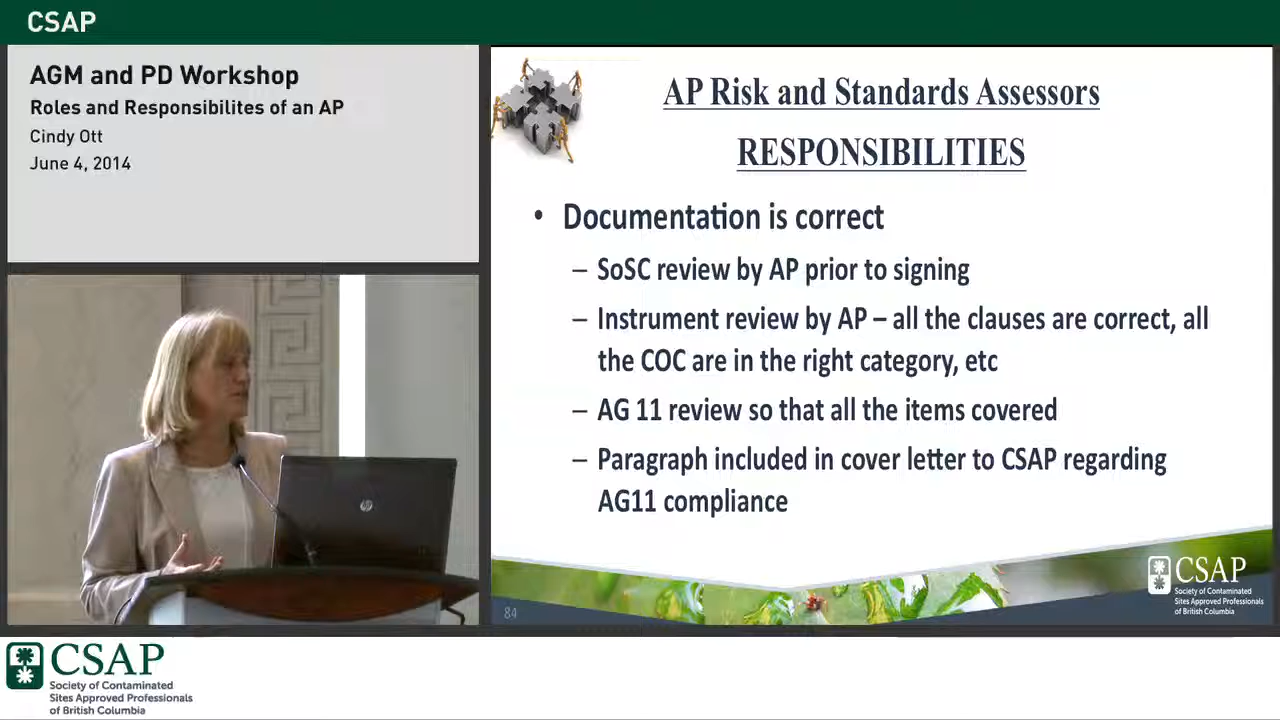 CSAP
AGM and PD Workshop
Roles and Responsibilites of an AP
Cindy Ott
June 4, 2014
AP Risk and Standards Assessors
RESPONSIBILITIES
• Documentation is correct
– SoSC review by AP prior to signing
– Instrument review by AP – all the clauses are correct, all
the COC are in the right category, etc
– AG 11 review so that all the items covered
– Paragraph included in cover letter to CSAP regarding
AG11 compliance
84
CSAP
Society of Contaminated
Sites Approved Professionals
of British Columbia
hp
CSAP
Society of Contaminated
Sites Approved Professionals
of British Columbia